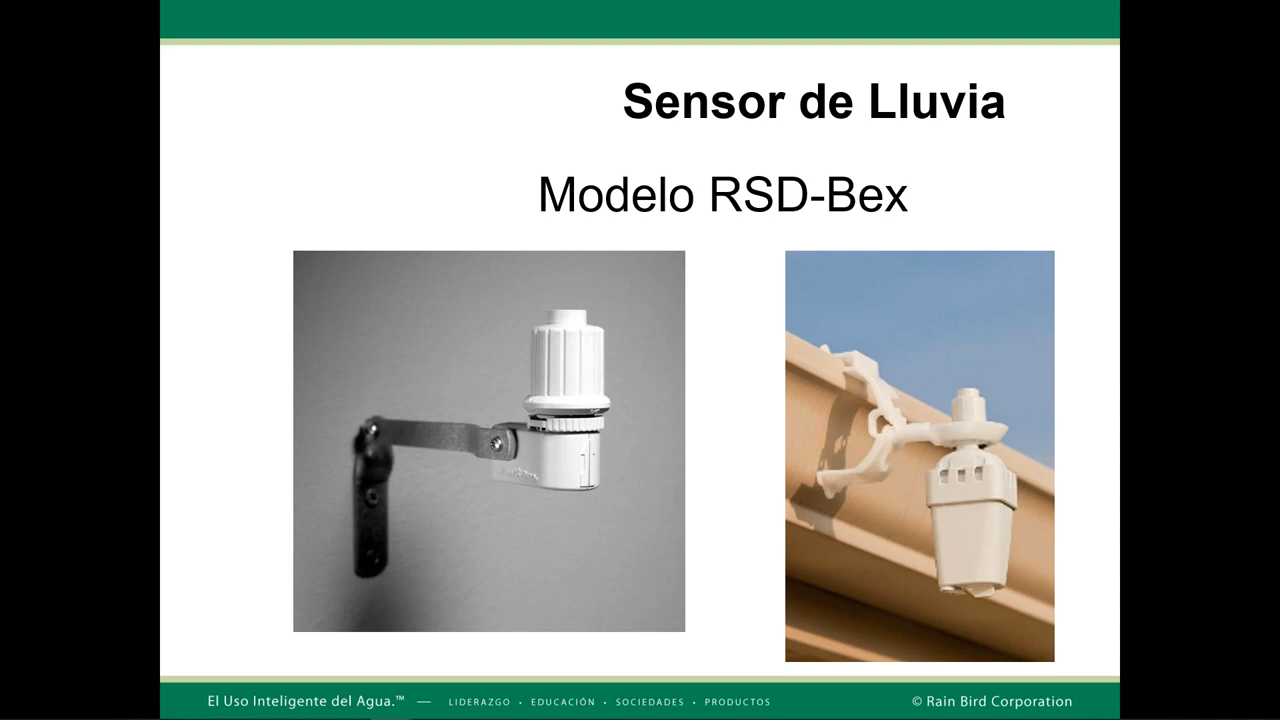 Sensor de Lluvia
Modelo RSD-Bex
El Uso Inteligente del Agua.™ — LIDERAZGO • EDUCACIÓN • SOCIEDADES • PRODUCTOS
© Rain Bird Corporation